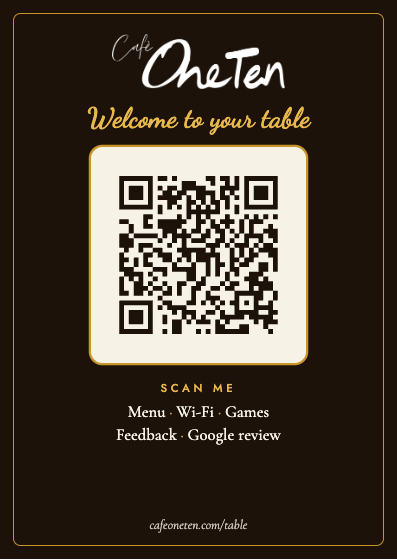 Café
OneTen
Welcome to your table
SCAN ME
Menu · Wi-Fi · Games
Feedback · Google review
cafeoneten.com/table